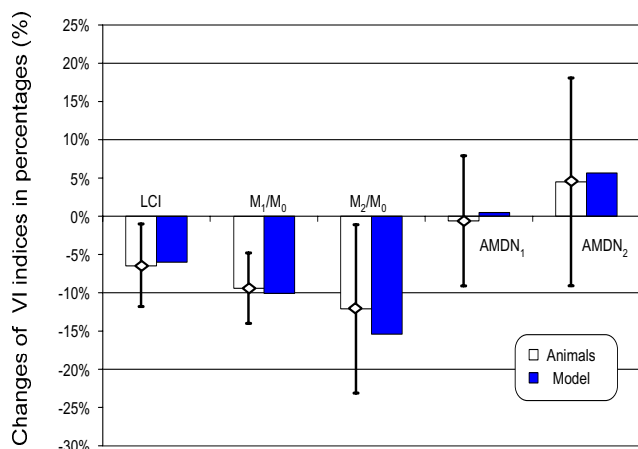 Changes of VI indices in percentages (%)
25%
20%
15%
10%
5%
0%
-5%
-10%
-15%
-20%
-25%
-30%
LCI
M₁/M₀
M₂/M₀
AMDN₁
AMDN₂
Animals
Model